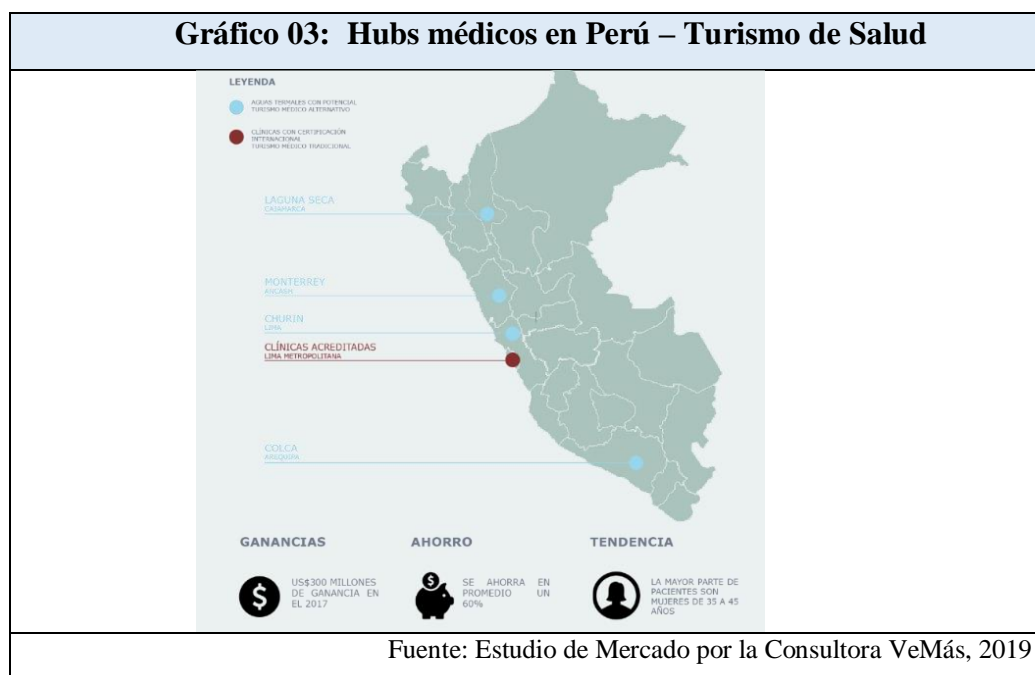 Gráfico 03: Hubs médicos en Perú – Turismo de Salud
LEYENDA
AGUAS TERMALES CON POTENCIAL
TURISMO MÉDICO ALTERNATIVO
CLÍNICAS CON CERTIFICACIÓN
INTERNACIONAL
TURISMO MÉDICO TRADICIONAL
LAGUNA SECA
CAJAMARCA
MONTERREY
ANCASH
CHURIN
LIMA
CLÍNICAS ACREDITADAS
LIMA METROPOLITANA
COLCA
AREQUIPA
GANANCIAS
US$300 MILLONES
DE GANANCIA EN
EL 2017
AHORRO
SE AHORRA EN
PROMEDIO UN
60%
TENDENCIA
LA MAYOR PARTE DE
PACIENTES SON
MUJERES DE 35 A 45
AÑOS
Fuente: Estudio de Mercado por la Consultora VeMás, 2019